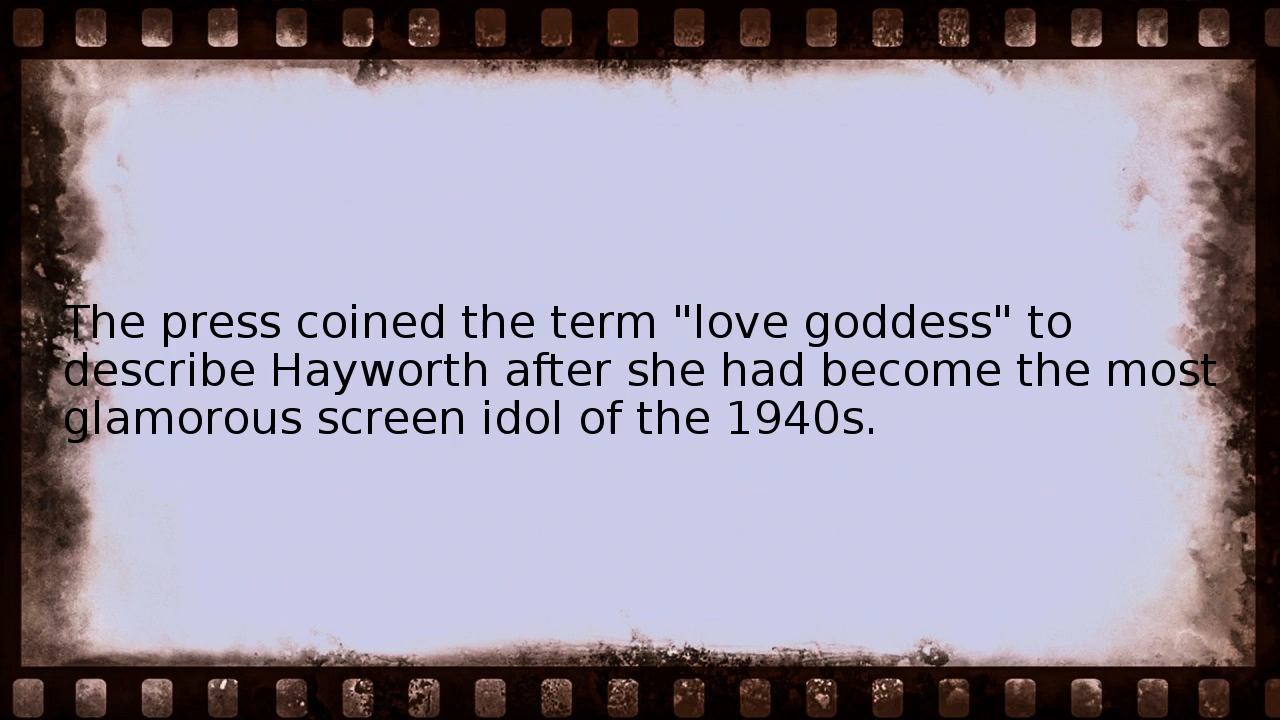 The press coined the term "love goddess" to
describe Hayworth after she had become the most
glamorous screen idol of the 1940s.